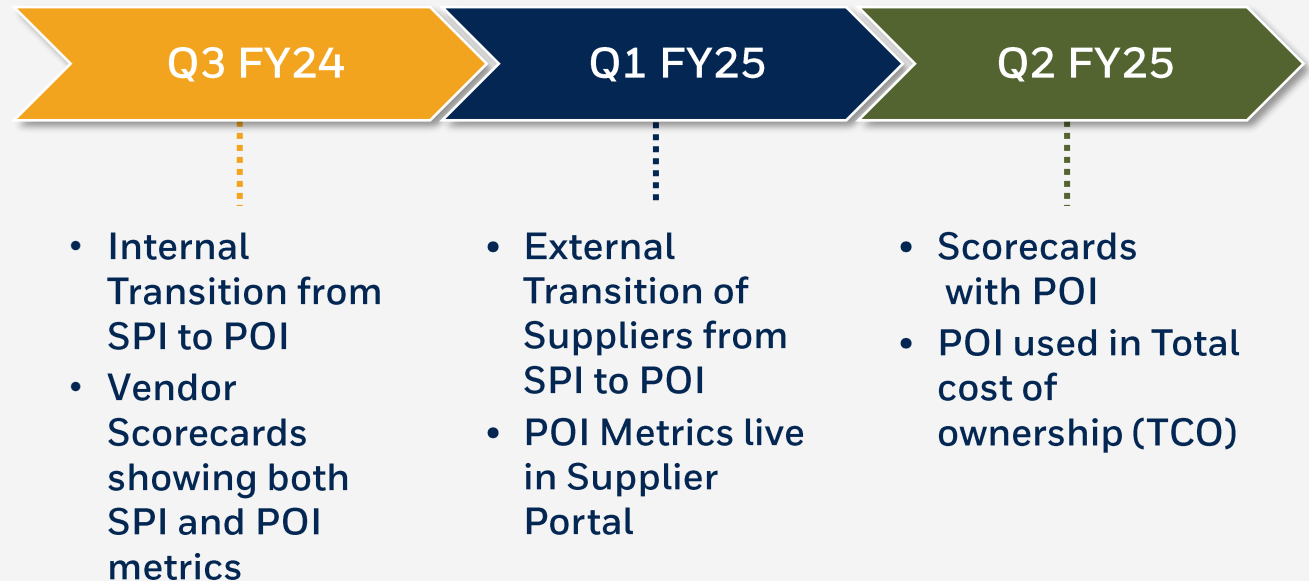 Q3 FY24
Q1 FY25
Q2 FY25
• Internal
Transition from
SPI to POI
• Vendor
Scorecards
showing both
SPI and POI
metrics
• External
Transition of
Suppliers from
SPI to POI
• POI Metrics live
in Supplier
Portal
• Scorecards
with POI
• POI used in Total
cost of
ownership (TCO)